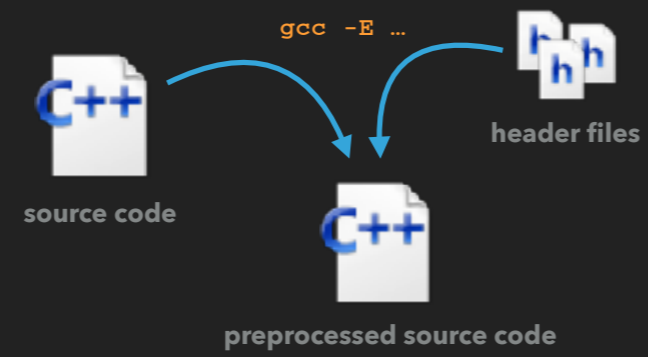 gcc -E …
C++
h
h
h
header files
source code
C++
preprocessed source code